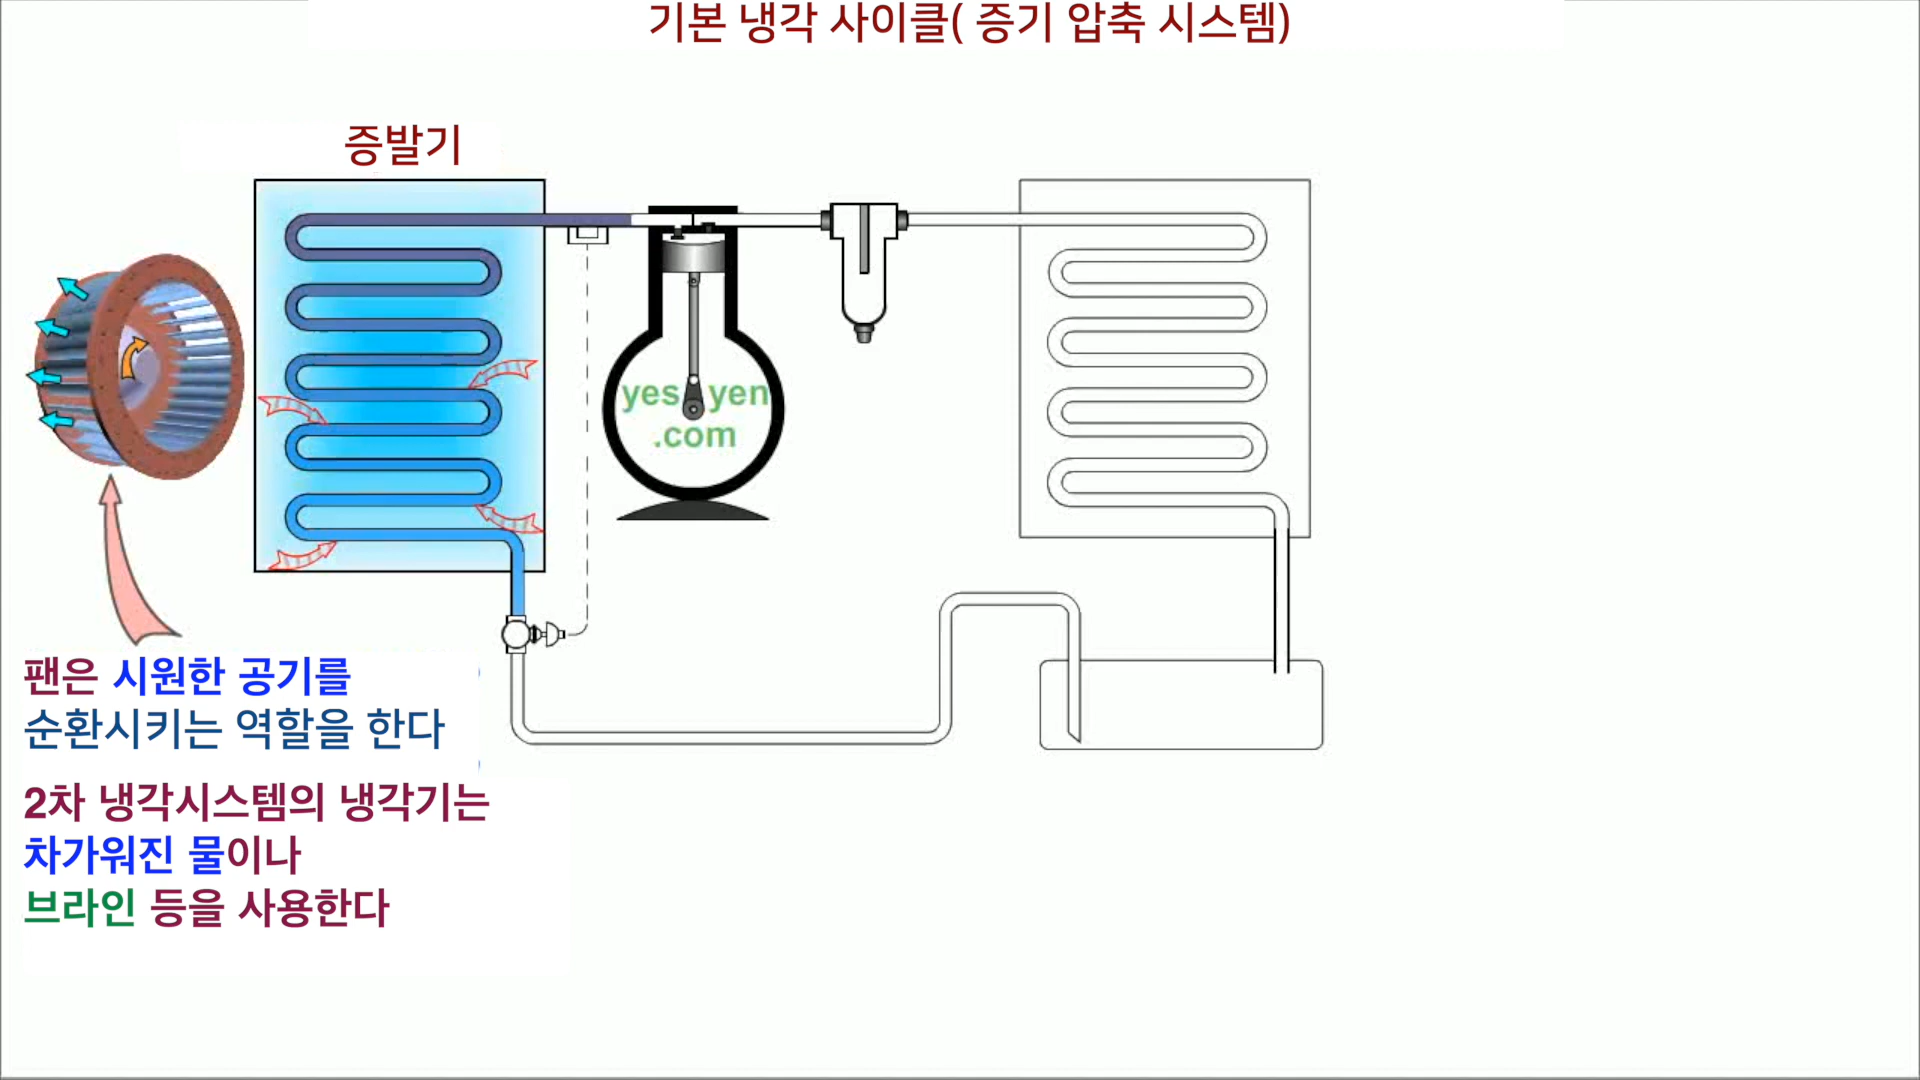 기본 냉각 사이클( 증기 압축 시스템)
증발기
yes yen
.com
팬은 시원한 공기를
순환시키는 역할을 한다
2차 냉각시스템의 냉각기는
차가워진 물이나
브라인 등을 사용한다